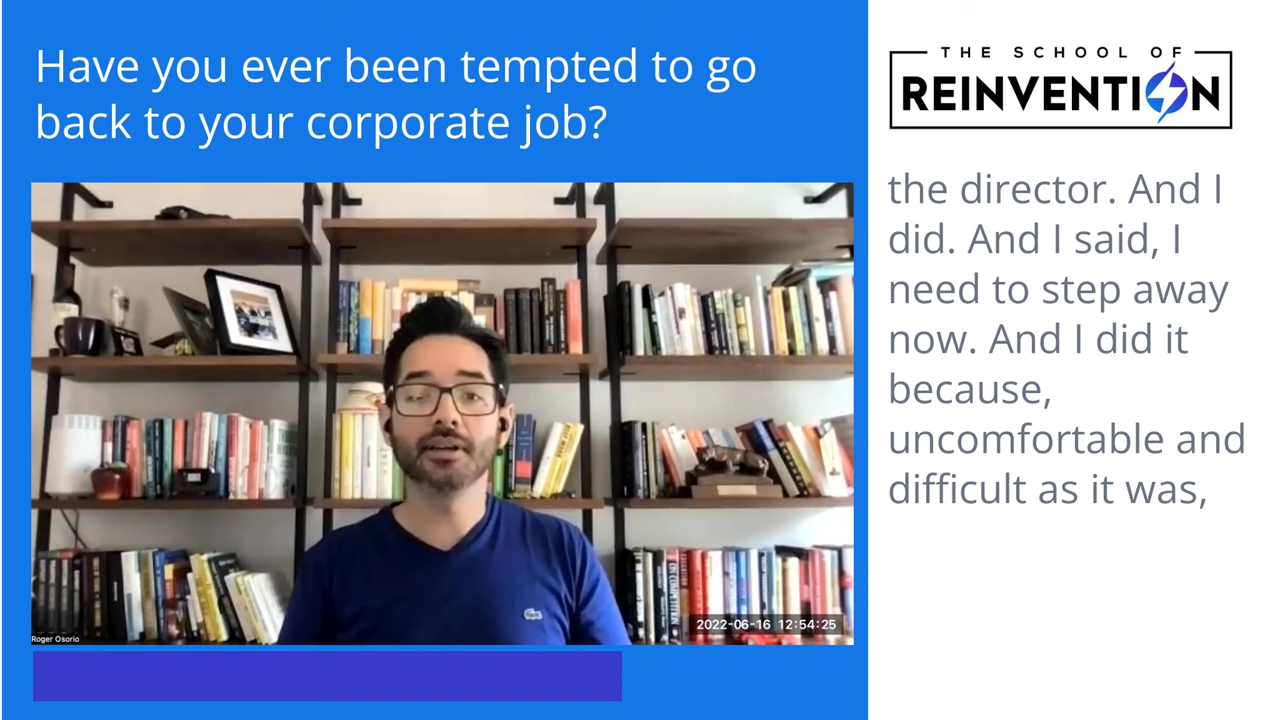 Have you ever been tempted to go
back to your corporate job?
THE SCHOOL OF
REINVENTION
the director. And I
did. And I said, I
need to step away
now. And I did it
because,
uncomfortable and
difficult as it was,
ON COMPETITION
Roger Osorio
2022-06-16 12:54:25